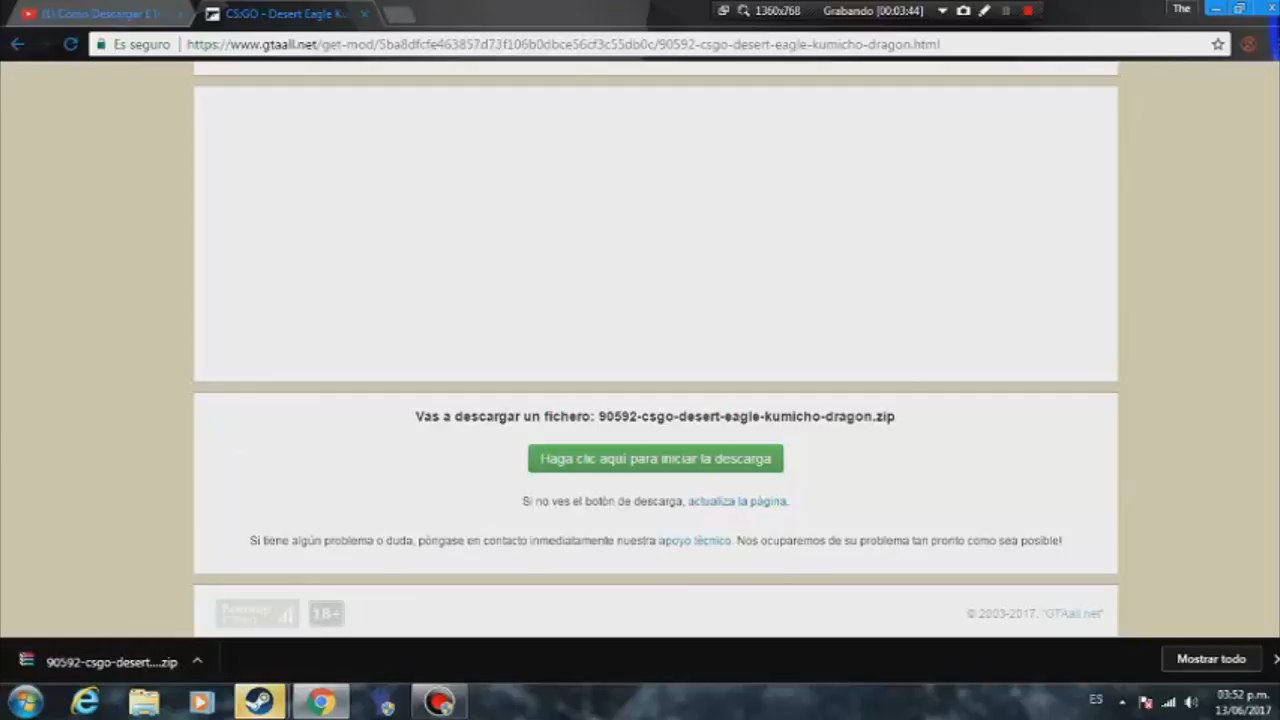 Como Descargar E
CS:GO - Desert Eagle Ku
1360x768
Grabando [00:03:44]
The
Es seguro
https://www.gtaall.net/get-mod/5ba8dfcfe463857d73f106b0dbce56cf3c55db0c/90592-csgo-desert-eagle-kumicho-dragon.html
Vas a descargar un fichero: 90592-csgo-desert-eagle-kumicho-dragon.zip
Haga clic aquí para iniciar la descarga
Si no ves el botón de descarga, actualiza la página.
Si tiene algún problema o duda, póngase en contacto inmediatamente nuestra apoyo técnico. Nos ocuparemos de su problema tan pronto como sea posible!
18+
© 2003-2017, "GTAall.net"
90592-csgo-desert....zip
Mostrar todo
ES
03:52 p.m.
13/06/2017